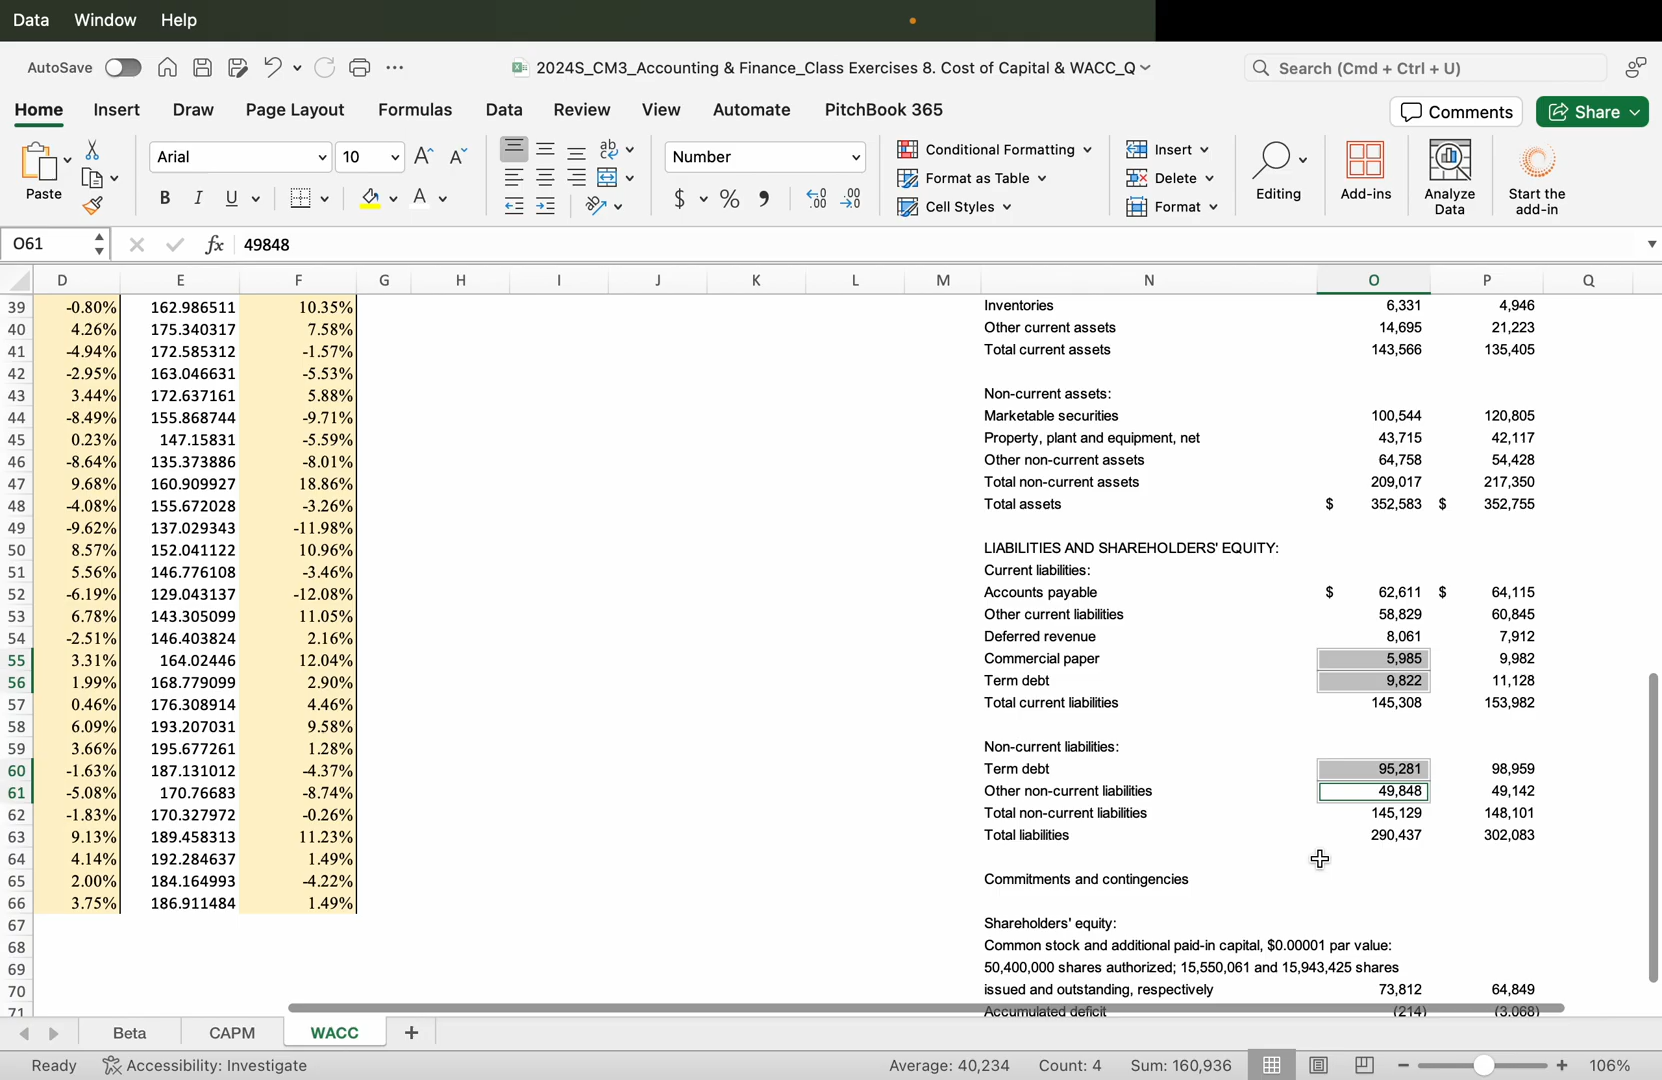 Data Window Help
AutoSave 2024S_CM3_Accounting & Finance_Class Exercises 8. Cost of Capital & WACC_Q Search (Cmd + Ctrl + U)
Home Insert Draw Page Layout Formulas Data Review View Automate PitchBook 365 Comments Share
Paste Arial 10 Number Conditional Formatting Insert Editing Add-ins Analyze Data Start the add-in
Format as Table Delete
Cell Styles Format
O61 fx 49848
D E F G H I J K L M N O P Q
39 -0.80% 162.986511 10.35% Inventories 6,331 4,946
40 4.26% 175.340317 7.58% Other current assets 14,695 21,223
41 -4.94% 172.585312 -1.57% Total current assets 143,566 135,405
42 -2.95% 163.046631 -5.53%
43 3.44% 172.637161 5.88% Non-current assets:
44 -8.49% 155.868744 -9.71% Marketable securities 100,544 120,805
45 0.23% 147.15831 -5.59% Property, plant and equipment, net 43,715 42,117
46 -8.64% 135.373886 -8.01% Other non-current assets 64,758 54,428
47 9.68% 160.909927 18.86% Total non-current assets 209,017 217,350
48 -4.08% 155.672028 -3.26% Total assets $ 352,583 $ 352,755
49 -9.62% 137.029343 -11.98%
50 8.57% 152.041122 10.96% LIABILITIES AND SHAREHOLDERS' EQUITY:
51 5.56% 146.776108 -3.46% Current liabilities:
52 -6.19% 129.043137 -12.08% Accounts payable $ 62,611 $ 64,115
53 6.78% 143.305099 11.05% Other current liabilities 58,829 60,845
54 -2.51% 146.403824 2.16% Deferred revenue 8,061 7,912
55 3.31% 164.02446 12.04% Commercial paper 5,985 9,982
56 1.99% 168.779099 2.90% Term debt 9,822 11,128
57 0.46% 176.308914 4.46% Total current liabilities 145,308 153,982
58 6.09% 193.207031 9.58%
59 3.66% 195.677261 1.28% Non-current liabilities:
60 -1.63% 187.131012 -4.37% Term debt 95,281 98,959
61 -5.08% 170.76683 -8.74% Other non-current liabilities 49,848 49,142
62 -1.83% 170.327972 -0.26% Total non-current liabilities 145,129 148,101
63 9.13% 189.458313 11.23% Total liabilities 290,437 302,083
64 4.14% 192.284637 1.49%
65 2.00% 184.164993 -4.22% Commitments and contingencies
66 3.75% 186.911484 1.49%
67 Shareholders' equity:
68 Common stock and additional paid-in capital, $0.00001 par value:
69 50,400,000 shares authorized; 15,550,061 and 15,943,425 shares
70 issued and outstanding, respectively 73,812 64,849
71 Accumulated deficit (214) (3,068)
Beta CAPM WACC
Ready Accessibility: Investigate Average: 40,234 Count: 4 Sum: 160,936 106%